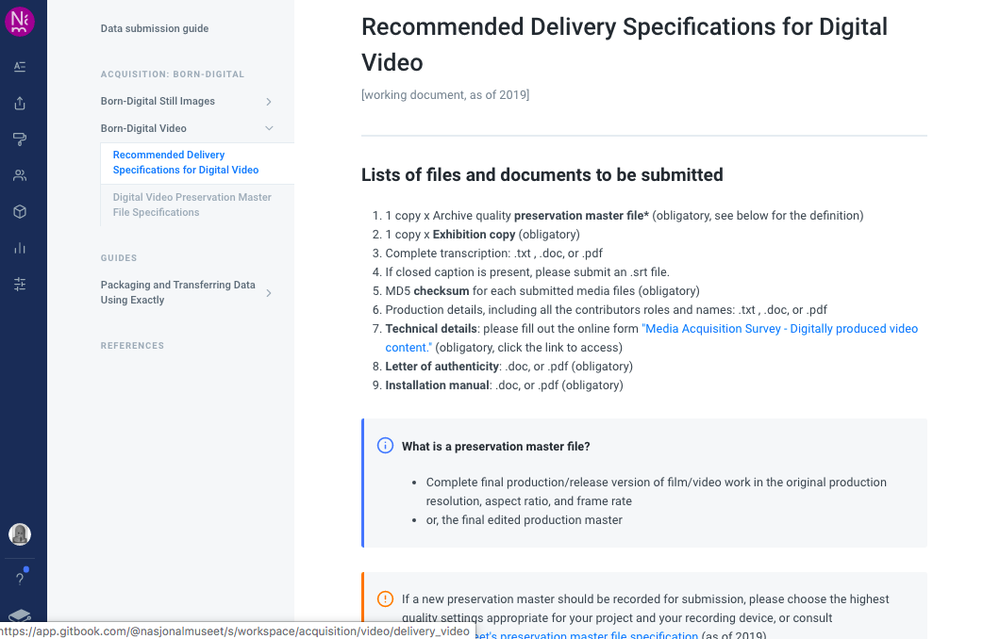 Na
m
Data submission guide
ACQUISITION: BORN-DIGITAL
Born-Digital Still Images
Born-Digital Video
Recommended Delivery
Specifications for Digital Video
Digital Video Preservation Master
File Specifications
GUIDES
Packaging and Transferring Data
Using Exactly
REFERENCES
Recommended Delivery Specifications for Digital
Video
[working document, as of 2019]
Lists of files and documents to be submitted
1. 1 copy x Archive quality preservation master file* (obligatory, see below for the definition)
2. 1 copy x Exhibition copy (obligatory)
3. Complete transcription: .txt , .doc, or .pdf
4. If closed caption is present, please submit an .srt file.
5. MD5 checksum for each submitted media files (obligatory)
6. Production details, including all the contributors roles and names: .txt , .doc, or .pdf
7. Technical details: please fill out the online form "Media Acquisition Survey - Digitally produced video
content." (obligatory, click the link to access)
8. Letter of authenticity: .doc, or .pdf (obligatory)
9. Installation manual: .doc, or .pdf (obligatory)
What is a preservation master file?
• Complete final production/release version of film/video work in the original production
resolution, aspect ratio, and frame rate
• or, the final edited production master
If a new preservation master should be recorded for submission, please choose the highest
quality settings appropriate for your project and your recording device, or consult
eet's preservation master file specification (as of 2019)
https://app.gitbook.com/@nasjonalmuseet/s/workspace/acquisition/video/delivery_video